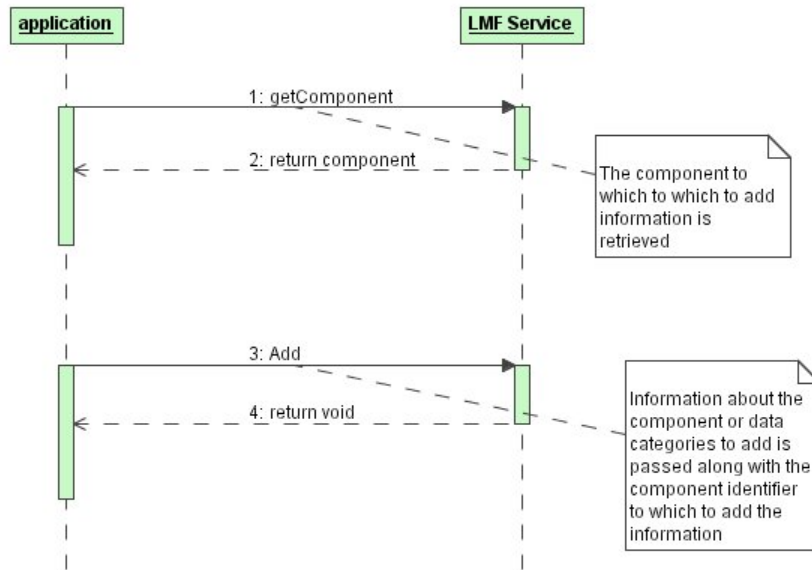 application
LMF Service
1: getComponent
2: return component
The component to
which to which to add
information is
retrieved
3: Add
4: return void
Information about the
component or data
categories to add is
passed along with the
component identifier
to which to add the
information